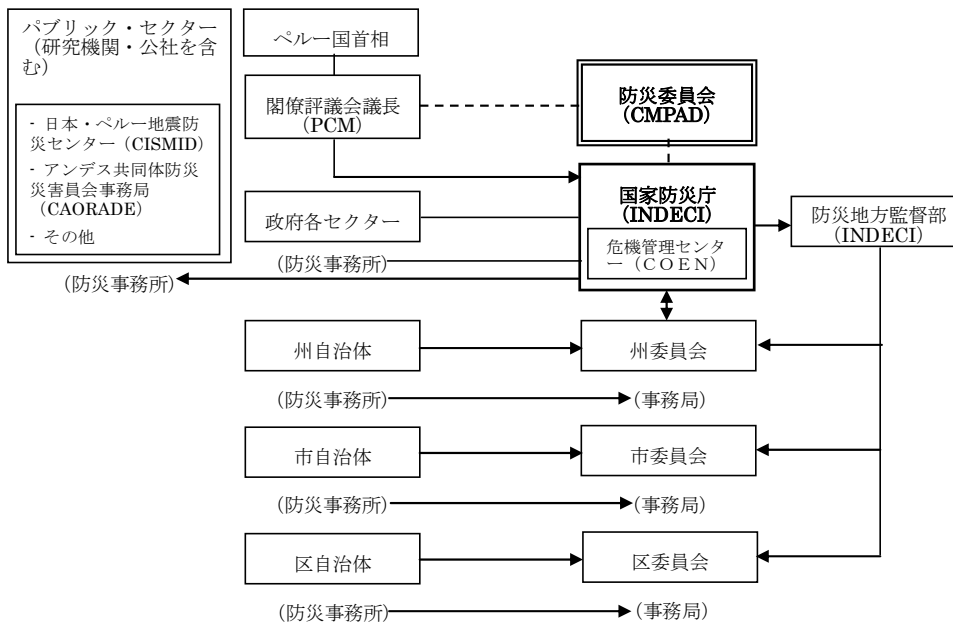 パブリック・セクター
（研究機関・公社を含
む）
- 日本・ペルー地震防
災センター（CISMID）
- アンデス共同体防災
災害員会事務局
（CAORADE）
- その他
ペルー国首相
閣僚評議会議長
（PCM）
防災委員会
（CMPAD）
国家防災庁
（INDECI）
危機管理センタ
ー（ＣＯＥＮ）
防災地方監督部
（INDECI）
政府各セクター
（防災事務所）
（防災事務所）
州自治体
州委員会
（防災事務所）
（事務局）
市自治体
市委員会
（防災事務所）
（事務局）
区自治体
区委員会
（防災事務所）
（事務局）